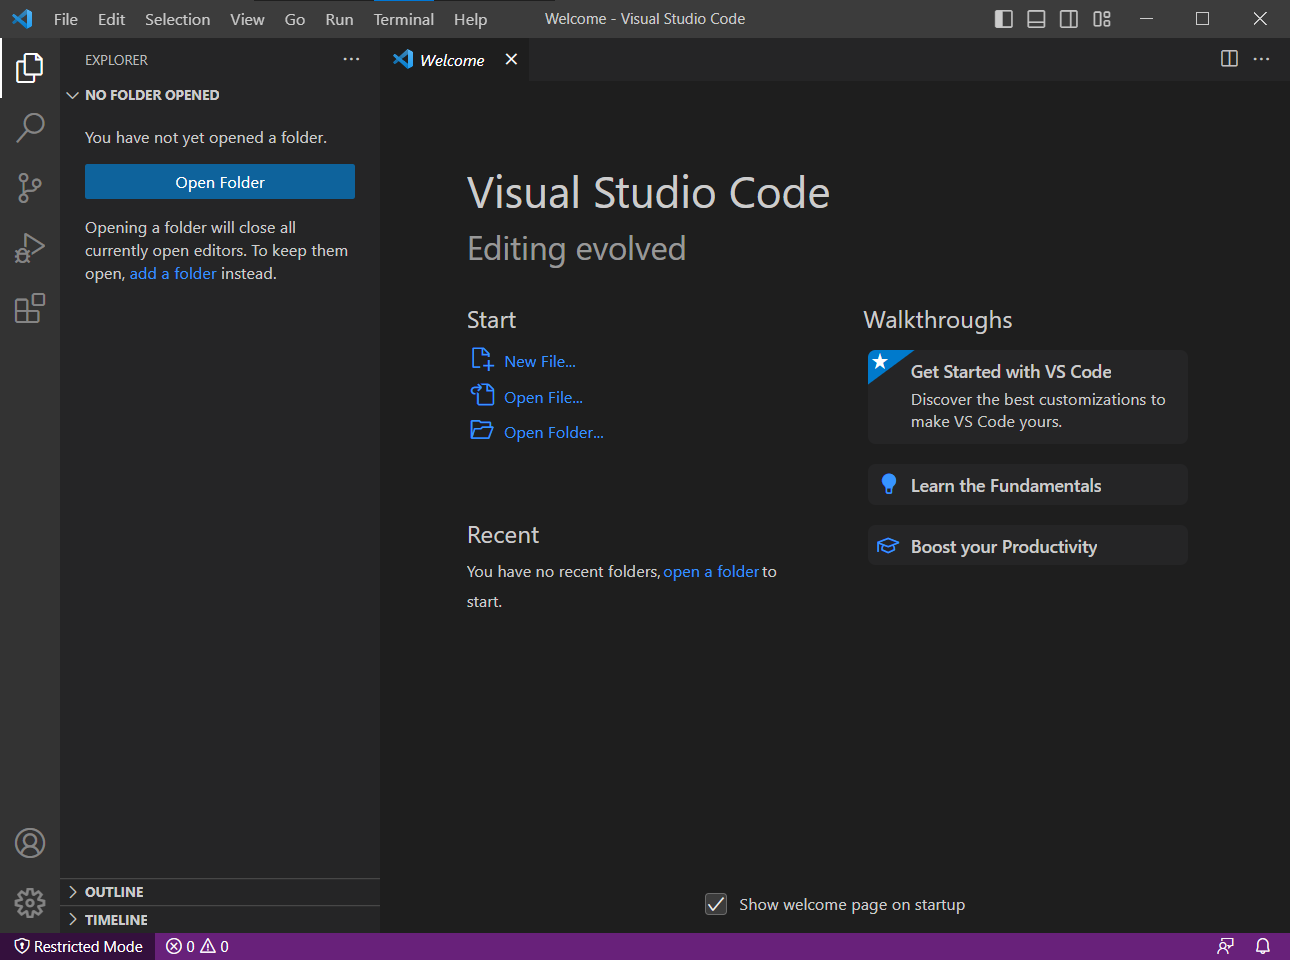 File Edit Selection View Go Run Terminal Help Welcome - Visual Studio Code
EXPLORER
Welcome
NO FOLDER OPENED
You have not yet opened a folder.
Open Folder
Opening a folder will close all
currently open editors. To keep them
open, add a folder instead.
OUTLINE
TIMELINE
Visual Studio Code
Editing evolved
Start
New File...
Open File...
Open Folder...
Recent
You have no recent folders, open a folder to
start.
Walkthroughs
Get Started with VS Code
Discover the best customizations to
make VS Code yours.
Learn the Fundamentals
Boost your Productivity
Show welcome page on startup
Restricted Mode 0 0